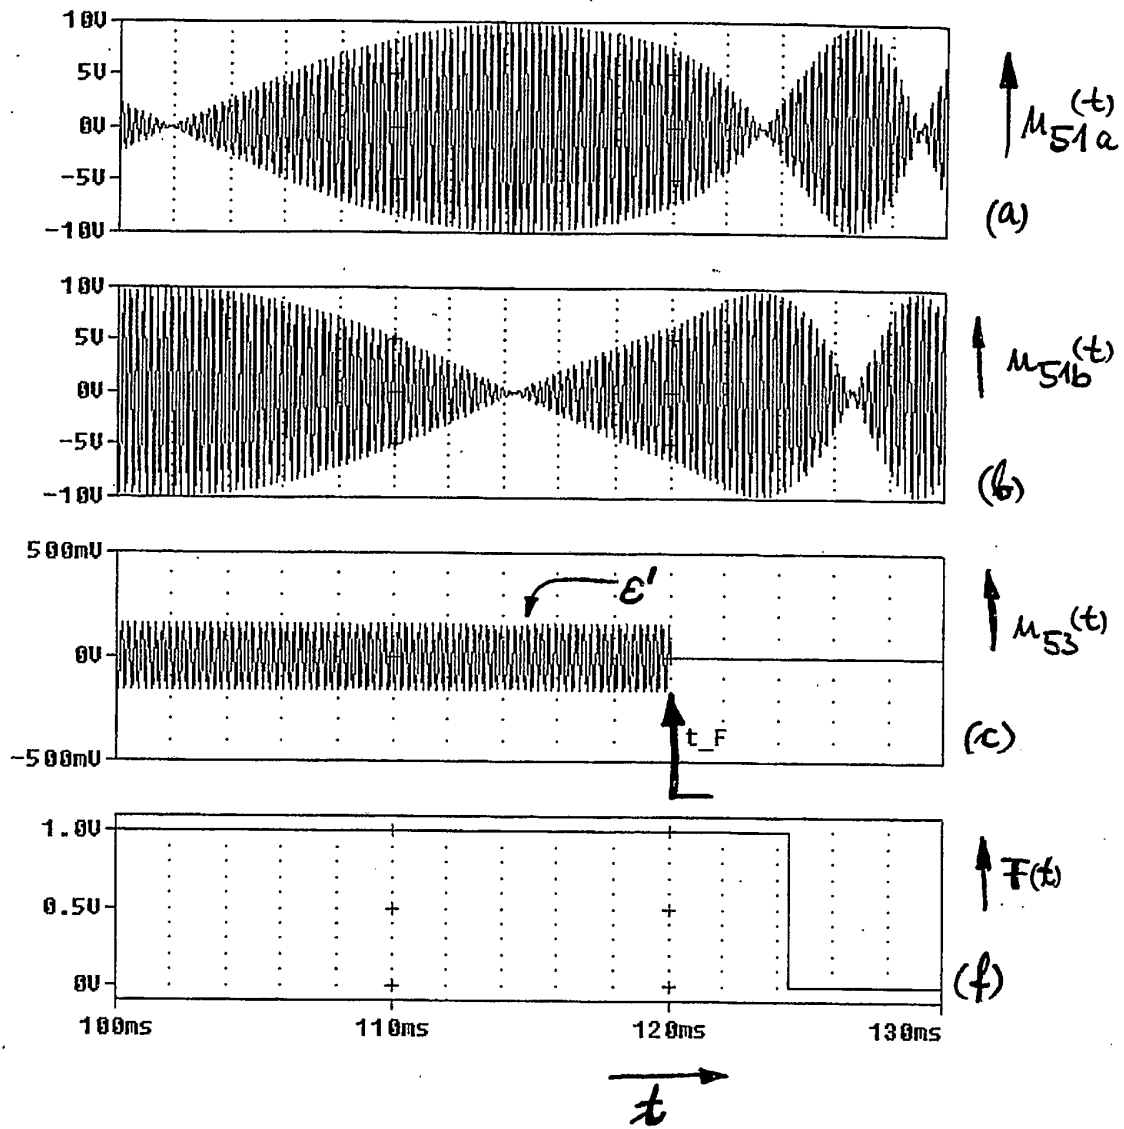 10V
5V
0V
-5V
-10V
u51a(t)
(a)
10V
5V
0V
-5V
-10V
u51b(t)
(b)
500mV
0V
-500mV
ε'
t_F
u53(t)
(c)
1.0V
0.5V
0V
F(t)
(f)
100ms 110ms 120ms 130ms
t